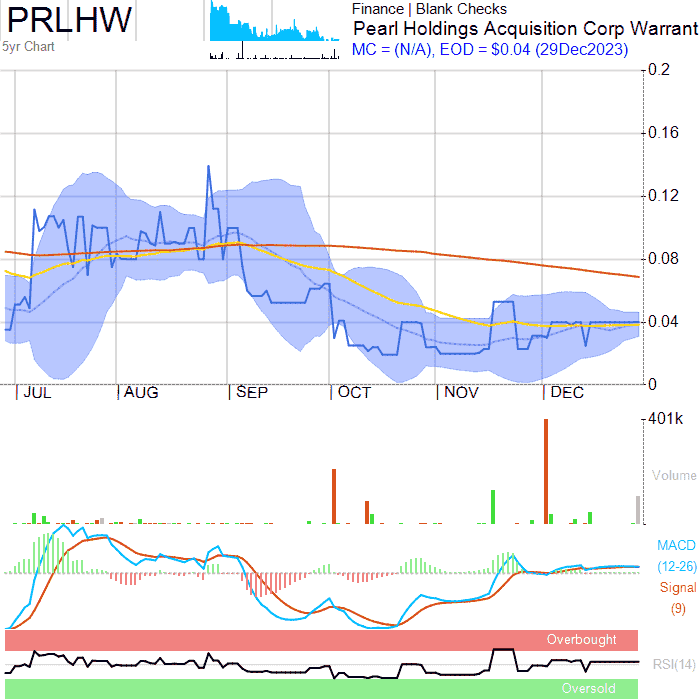 PRLHW
5yr Chart
Finance | Blank Checks
Pearl Holdings Acquisition Corp Warrant
MC = (N/A), EOD = $0.04 (29Dec2023)
0.2
0.16
0.12
0.08
0.04
0
JUL AUG SEP OCT NOV DEC
401k
Volume
MACD
(12-26)
Signal
(9)
Overbought
RSI(14)
Oversold